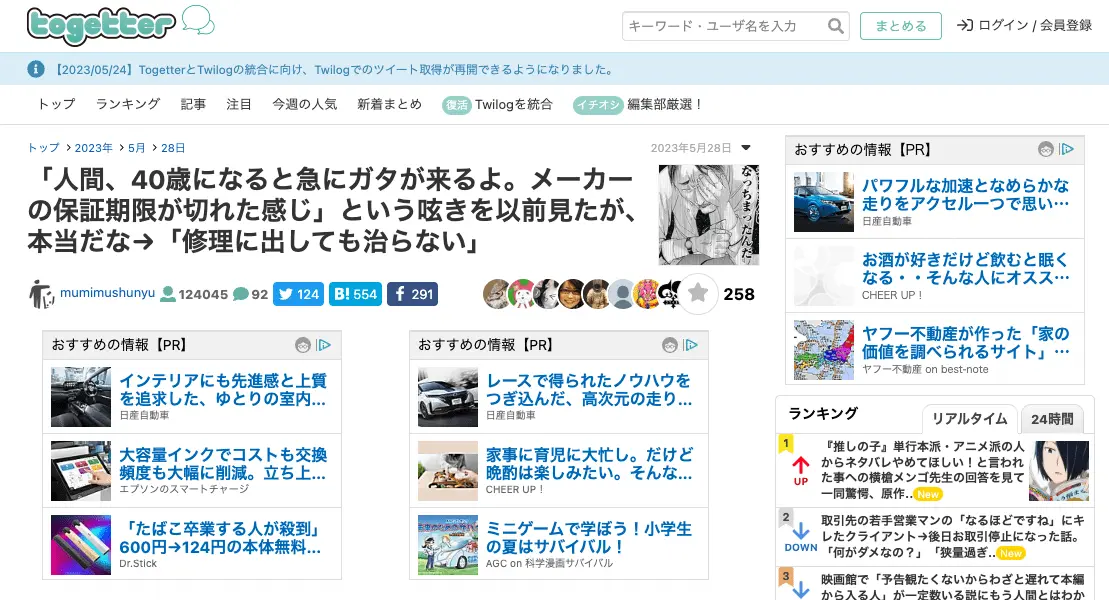 togetter
キーワード・ユーザ名を入力
まとめる
ログイン / 会員登録
【2023/05/24】TogetterとTwilogの統合に向け、Twilogでのツイート取得が再開できるようになりました。
トップ ランキング 記事 注目 今週の人気 新着まとめ 復活 Twilogを統合 イチオシ 編集部厳選！
トップ > 2023年 > 5月 > 28日
2023年5月28日
「人間、40歳になると急にガタが来るよ。メーカー
の保証期限が切れた感じ」という呟きを以前見たが、
本当だな→「修理に出しても治らない」
なっちまったんだ
mumimushunyu 124045 92 124 B! 554 291
258
おすすめの情報【PR】
インテリアにも先進感と上質
を追求した、ゆとりの室内...
日産自動車
大容量インクでコストも交換
頻度も大幅に削減。立ち上...
エプソンのスマートチャージ
「たばこ卒業する人が殺到」
600円→124円の本体無料...
Dr.Stick
おすすめの情報【PR】
レースで得られたノウハウを
つぎ込んだ、高次元の走り...
日産自動車
家事に育児に大忙し。だけど
晩酌は楽しみたい。そんな...
CHEER UP！
ミニゲームで学ぼう！小学生
の夏はサバイバル！
AGC on 科学漫画サバイバル
おすすめの情報【PR】
パワフルな加速となめらかな
走りをアクセル一つで思い…
日産自動車
お酒が好きだけど飲むと眠く
なる・・そんな人にオスス…
CHEER UP！
ヤフー不動産が作った「家の
価値を調べられるサイト」…
ヤフー不動産 on best-note
ランキング
リアルタイム
24時間
1
UP
『推しの子』単行本派・アニメ派の人
からネタバレやめてほしい！と言われ
た事への横槍メンゴ先生の回答を見て
一同驚愕、原作.. New
2
DOWN
取引先の若手営業マンの「なるほどですね」にキ
レたクライアント→後日お取引停止になった話。
「何がダメなの？」「狭量過ぎ.. New
3
映画館で「予告観たくないからわざと遅れて本編
から入る人」が一定数いる説にもう人間とはわか